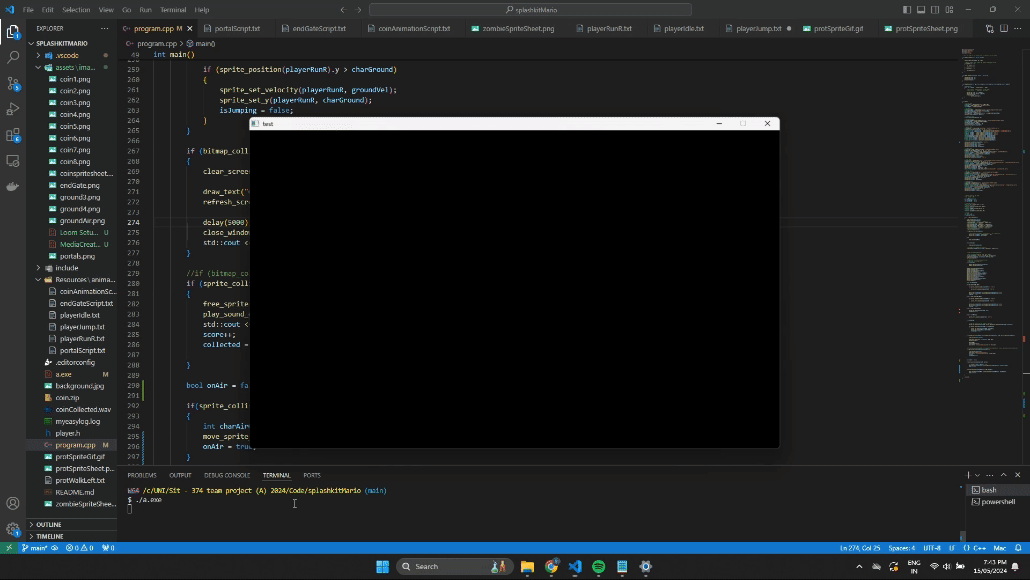 File Edit Selection View Go Run Terminal Help
splashkitMario
EXPLORER
program.cpp M
portalScript.txt
endGateScript.txt
coinAnimationScript.txt
zombieSpriteSheet.png
playerRun.txt
playerIdle.txt
playerJump.txt
protSpriteGif.gif
protSpriteSheet.png
SPLASHKITMARIO
program.cpp > main()
.vscode
assets \ ima...
coin1.png
coin2.png
coin3.png
coin4.png
coin5.png
coin6.png
coin7.png
coin8.png
coinspritesheet....
endGate.png
ground3.png
ground4.png
groundAir.png
Loom Setu...
MediaCreat...
portals.png
include
Resources \ anima...
coinAnimationSc...
endGateScript.txt
playerIdle.txt
playerJump.txt
playerRun.txt
portalScript.txt
.editorconfig
a.exe M
background.jpg
coin.zip
coinCollected.wav
myeasylog.log
player.h
program.cpp M
protSpriteGif.gif
protSpriteSheet.p...
protWalkLeft.txt
README.md
zombieSpriteShee...
OUTLINE
TIMELINE
49 int main()
259 if (sprite_position(playerRunR).y > charGround)
260 {
261 sprite_set_velocity(playerRunR, groundVel);
262 sprite_set_y(playerRunR, charGround);
263 isJumping = false;
264 }
265 }
266
267 if (bitmap_coll
268 {
269 clear_screen
270
271 draw_text("
272 refresh_scre
273
274 delay(5000)
275 close_window
276 std::cout <
277 }
278
279 //if (bitmap_co
280 if (sprite_coll
281 {
282 free_sprite
283 play_sound_
284 std::cout <
285 score++;
286 collected =
287
288 }
289
290 bool onAir = fa
291
292 if(sprite_colli
293 {
294 int charAir
295 move_sprite
296 onAir = true
297 }
test
PROBLEMS OUTPUT DEBUG CONSOLE TERMINAL PORTS
W64 /c/UNI/Sit - 374 team project (A) 2024/Code/splashkitMario (main)
$ ./a.exe
bash
powershell
main* 0 0 0
Ln 274, Col 25 Spaces: 4 UTF-8 LF C++ Mac
Search
ENG
IN
7:43 PM
15/05/2024